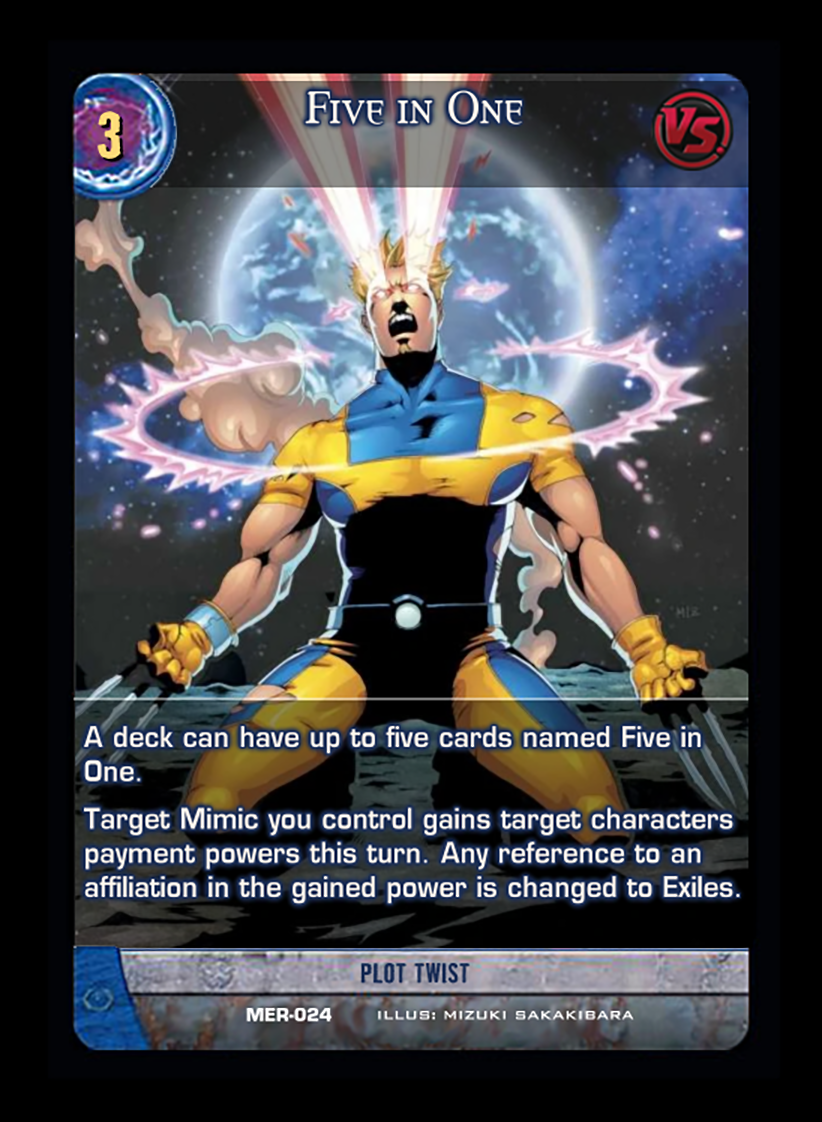 3
Five in One
VS.
A deck can have up to five cards named Five in
One.
Target Mimic you control gains target characters
payment powers this turn. Any reference to an
affiliation in the gained power is changed to Exiles.
PLOT TWIST
MER-024 ILLUS: MIZUKI SAKAKIBARA